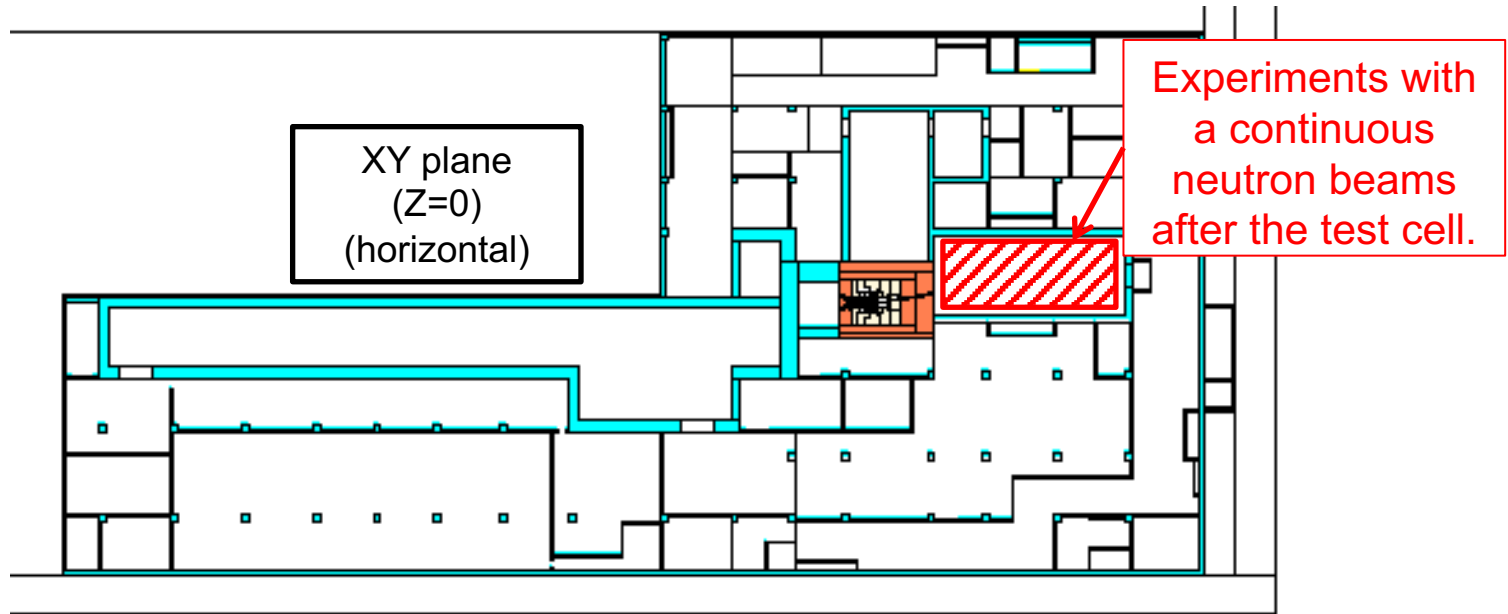 XY plane
(Z=0)
(horizontal)
Experiments with
a continuous
neutron beams
after the test cell.